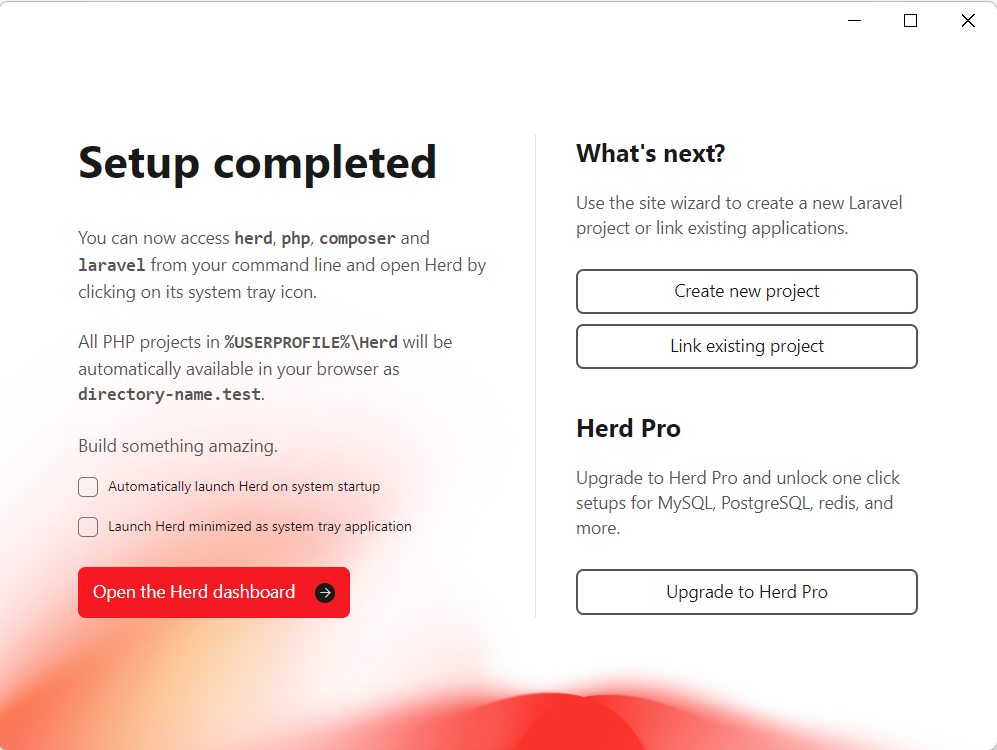 Setup completed
You can now access herd, php, composer and
laravel from your command line and open Herd by
clicking on its system tray icon.
All PHP projects in %USERPROFILE%\Herd will be
automatically available in your browser as
directory-name.test.
Build something amazing.
Automatically launch Herd on system startup
Launch Herd minimized as system tray application
Open the Herd dashboard
What's next?
Use the site wizard to create a new Laravel
project or link existing applications.
Create new project
Link existing project
Herd Pro
Upgrade to Herd Pro and unlock one click
setups for MySQL, PostgreSQL, redis, and
more.
Upgrade to Herd Pro